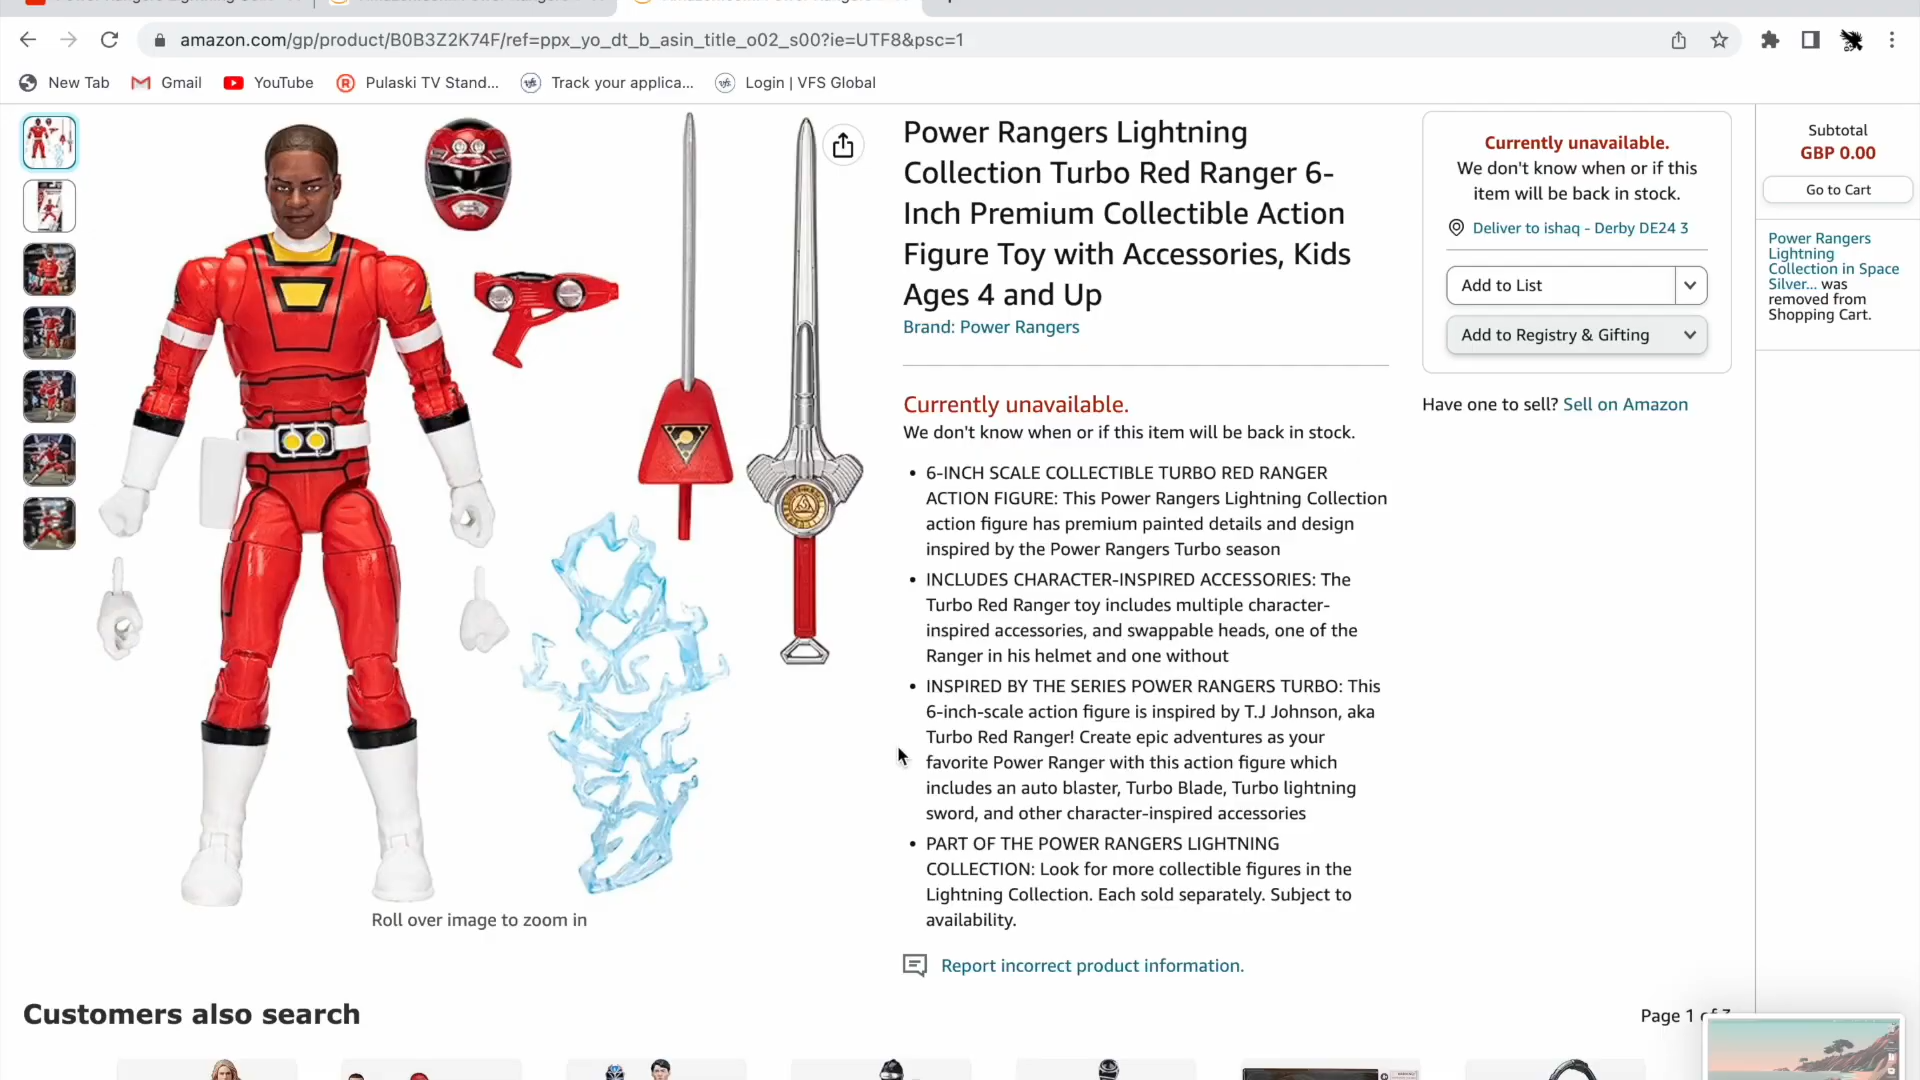 amazon.com/gp/product/B0B3Z2K74F/ref=ppx_yo_dt_b_asin_title_o02_s00?ie=UTF8&psc=1
New Tab Gmail YouTube Pulaski TV Stand... Track your applica... Login | VFS Global
Power Rangers Lightning
Collection Turbo Red Ranger 6-
Inch Premium Collectible Action
Figure Toy with Accessories, Kids
Ages 4 and Up
Brand: Power Rangers
Currently unavailable.
We don't know when or if this item will be back in stock.
• 6-INCH SCALE COLLECTIBLE TURBO RED RANGER
ACTION FIGURE: This Power Rangers Lightning Collection
action figure has premium painted details and design
inspired by the Power Rangers Turbo season
• INCLUDES CHARACTER-INSPIRED ACCESSORIES: The
Turbo Red Ranger toy includes multiple character-
inspired accessories, and swappable heads, one of the
Ranger in his helmet and one without
• INSPIRED BY THE SERIES POWER RANGERS TURBO: This
6-inch-scale action figure is inspired by T.J Johnson, aka
Turbo Red Ranger! Create epic adventures as your
favorite Power Ranger with this action figure which
includes an auto blaster, Turbo Blade, Turbo lightning
sword, and other character-inspired accessories
• PART OF THE POWER RANGERS LIGHTNING
COLLECTION: Look for more collectible figures in the
Lightning Collection. Each sold separately. Subject to
availability.
Report incorrect product information.
Roll over image to zoom in
Currently unavailable.
We don't know when or if this
item will be back in stock.
Deliver to ishaq - Derby DE24 3
Add to List
Add to Registry & Gifting
Have one to sell? Sell on Amazon
Subtotal
GBP 0.00
Go to Cart
Power Rangers
Lightning
Collection in Space
Silver... was
removed from
Shopping Cart.
Customers also search
Page 1 of